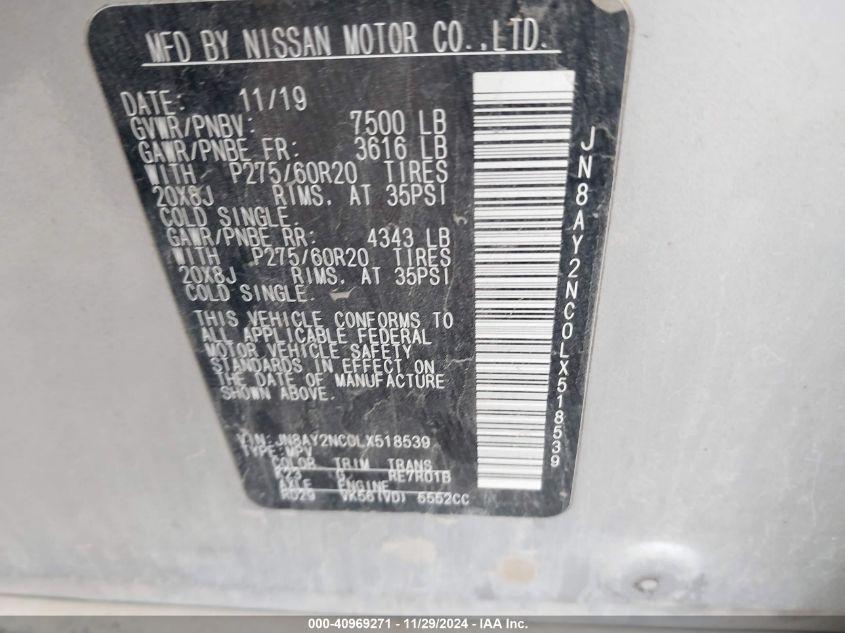 MFD BY NISSAN MOTOR CO.,LTD.
DATE: 11/19
GVWR/PNBV: 7500 LB
GAWR/PNBE FR: 3616 LB
WITH P275/60R20 TIRES
20X8J RIMS, AT 35PSI
COLD SINGLE.
GAWR/PNBE RR: 4343 LB
WITH P275/60R20 TIRES
20X8J RIMS, AT 35PSI
COLD SINGLE.
THIS VEHICLE CONFORMS TO
ALL APPLICABLE FEDERAL
MOTOR VEHICLE SAFETY
STANDARDS IN EFFECT ON
THE DATE OF MANUFACTURE
SHOWN ABOVE.
VIN: JN8AY2NC0LX518539
TYPE: MPV
COLOR TRIM TRANS
K23 G RE7R01B
AXLE ENGINE
RD29 VK56(VD) 5552CC
JN8AY2NC0LX518539
000-40969271 - 11/29/2024 - IAA Inc.